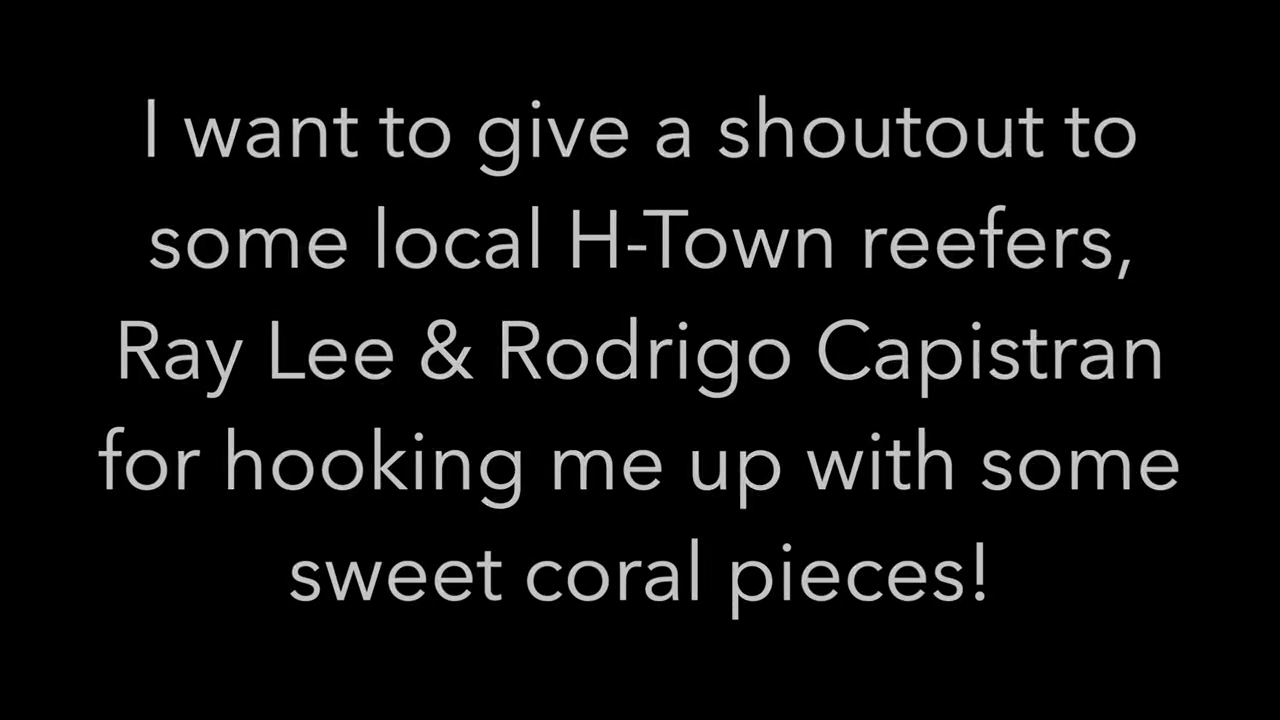 I want to give a shoutout to
some local H-Town reefers,
Ray Lee & Rodrigo Capistran
for hooking me up with some
sweet coral pieces!